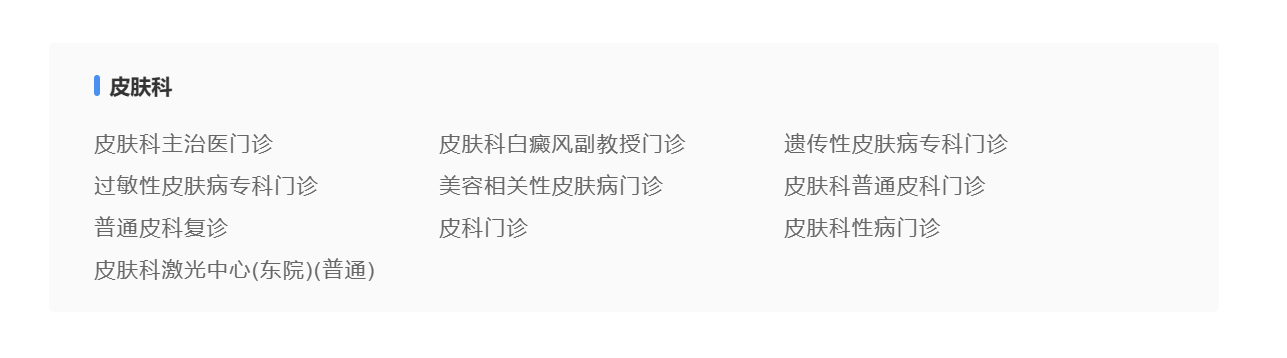 皮肤科
皮肤科主治医门诊 皮肤科白癜风副教授门诊 遗传性皮肤病专科门诊
过敏性皮肤病专科门诊 美容相关性皮肤病门诊 皮肤科普通皮科门诊
普通皮科复诊 皮科门诊 皮肤科性病门诊
皮肤科激光中心(东院)(普通)